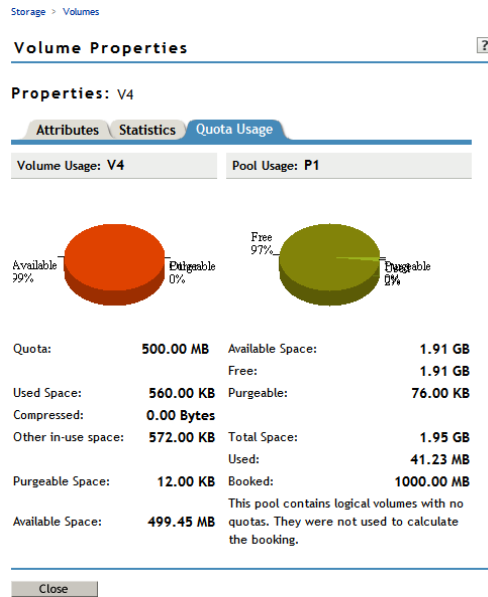 Storage > Volumes
Volume Properties
?
Properties: V4
Attributes
Statistics
Quota Usage
Volume Usage: V4
Pool Usage: P1
Available
99%
0%
Free
97%
Quota: 500.00 MB
Used Space: 560.00 KB
Compressed: 0.00 Bytes
Other in-use space: 572.00 KB
Purgeable Space: 12.00 KB
Available Space: 499.45 MB
Available Space: 1.91 GB
Free: 1.91 GB
Purgeable: 76.00 KB
Total Space: 1.95 GB
Used: 41.23 MB
Booked: 1000.00 MB
This pool contains logical volumes with no
quotas. They were not used to calculate
the booking.
Close